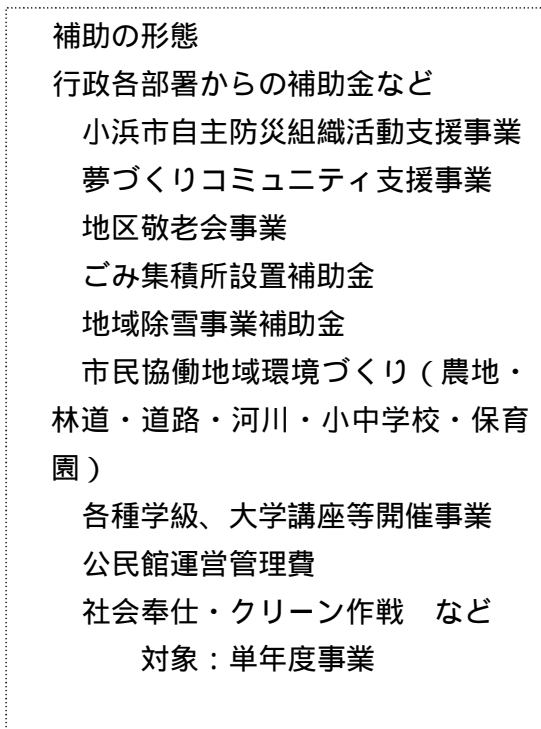 補助の形態
行政各部署からの補助金など
　小浜市自主防災組織活動支援事業
　夢づくりコミュニティ支援事業
　地区敬老会事業
　ごみ集積所設置補助金
　地域除雪事業補助金
　市民協働地域環境づくり（農地・
林道・道路・河川・小中学校・保育
園）
　各種学級、大学講座等開催事業
　公民館運営管理費
　社会奉仕・クリーン作戦　など
　　　対象：単年度事業